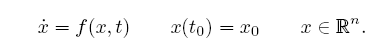 ẋ = f(x, t)  x(t₀) = x₀  x ∈ ℝⁿ.